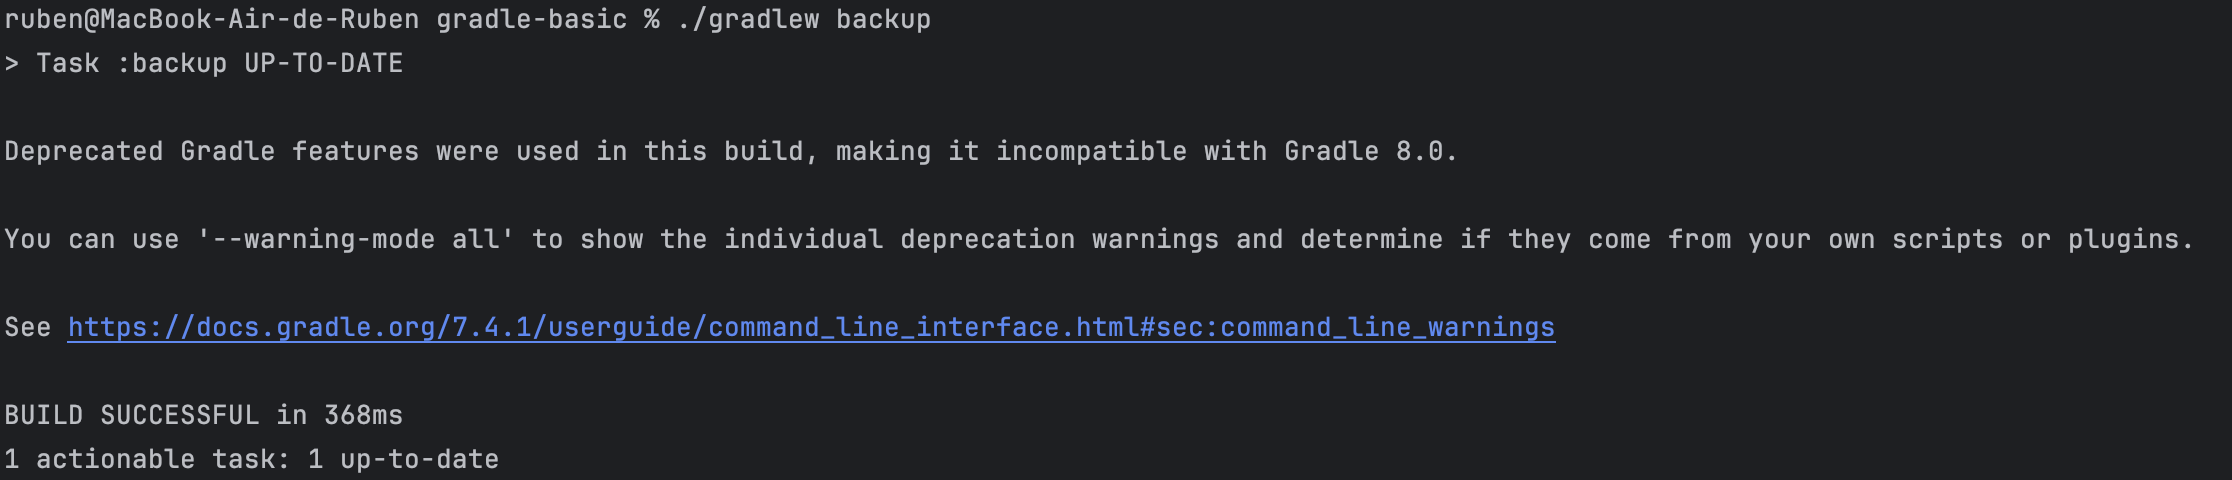 ruben@MacBook-Air-de-Ruben gradle-basic % ./gradlew backup
> Task :backup UP-TO-DATE
Deprecated Gradle features were used in this build, making it incompatible with Gradle 8.0.
You can use '--warning-mode all' to show the individual deprecation warnings and determine if they come from your own scripts or plugins.
See https://docs.gradle.org/7.4.1/userguide/command_line_interface.html#sec:command_line_warnings
BUILD SUCCESSFUL in 368ms
1 actionable task: 1 up-to-date